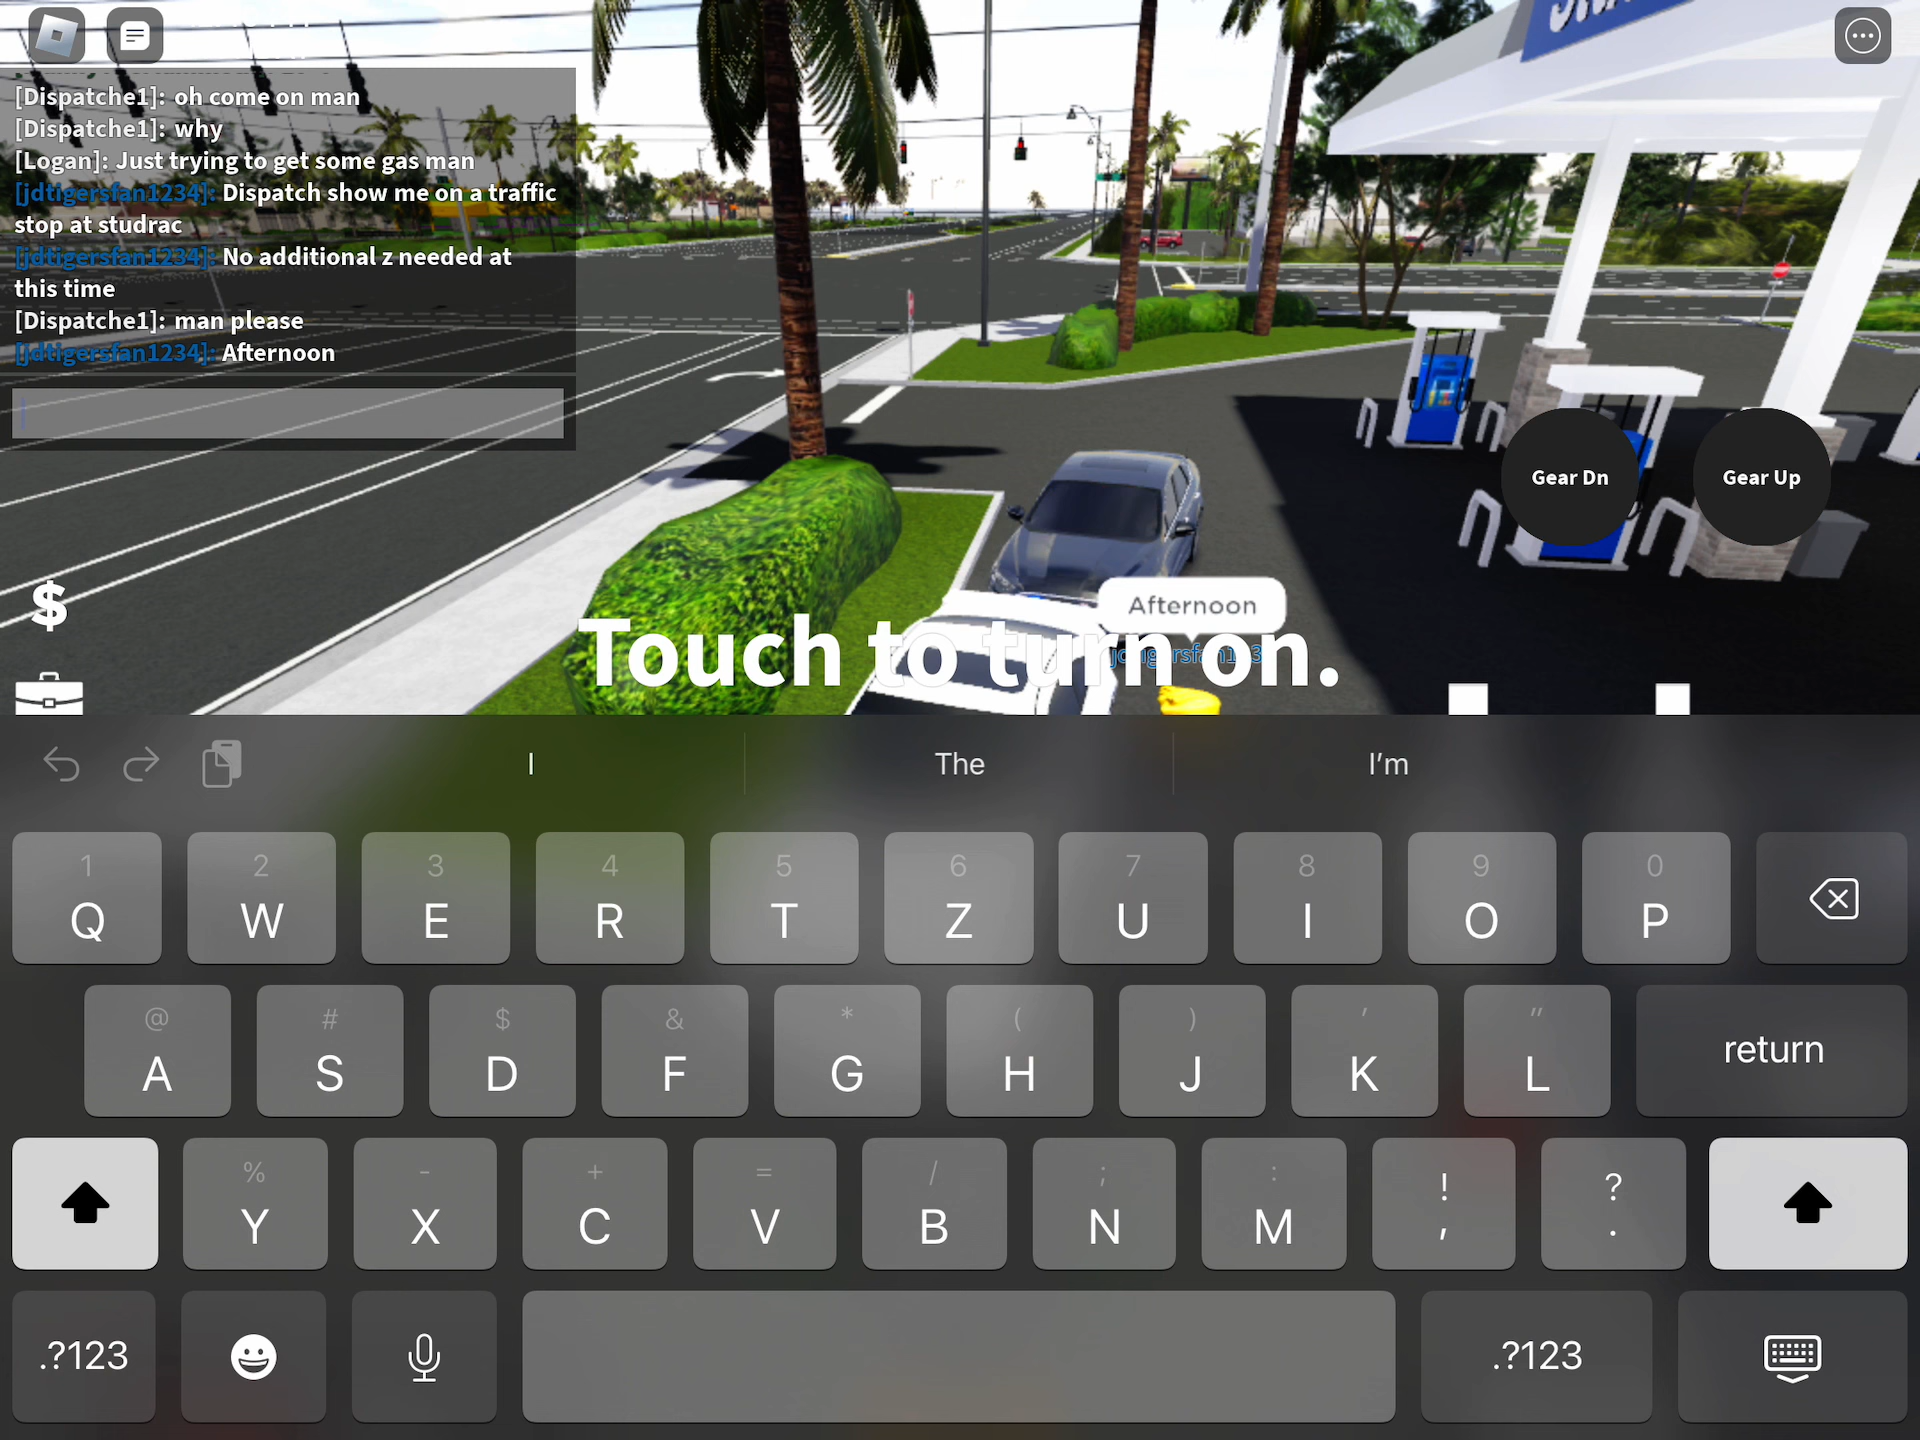 [Dispatche1]: oh come on man
[Dispatche1]: why
[Logan]: Just trying to get some gas man
[jdtigersfan1234]: Dispatch show me on a traffic
stop at studrac
[jdtigersfan1234]: No additional z needed at
this time
[Dispatche1]: man please
[jdtigersfan1234]: Afternoon
Gear Dn
Gear Up
$
Afternoon
Touch to turn on.
I
The
I’m
1 2 3 4 5 6 7 8 9 0
Q W E R T Z U I O P
@ # $ & * ( ) ′ ″
A S D F G H J K L return
% - + = / ; : ! ?
Y X C V B N M , .
.?123 .?123